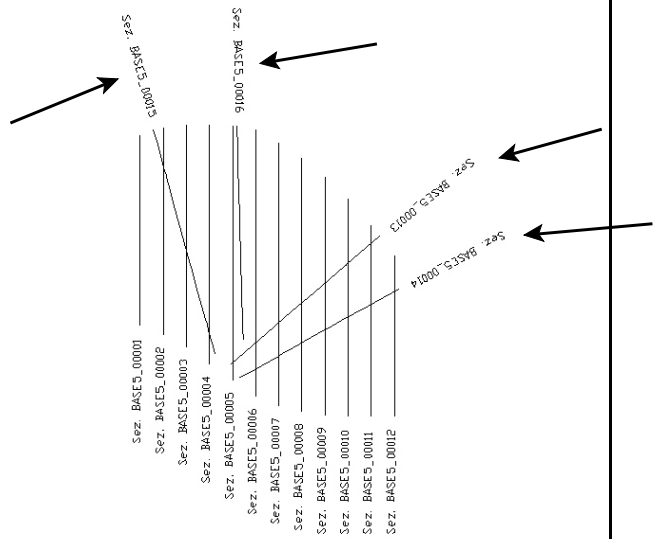 Sez. BASE5_00015
Sez. BASE5_00016
Sez. BASE5_00013
Sez. BASE5_00014
Sez. BASE5_00001
Sez. BASE5_00002
Sez. BASE5_00003
Sez. BASE5_00004
Sez. BASE5_00005
Sez. BASE5_00006
Sez. BASE5_00007
Sez. BASE5_00008
Sez. BASE5_00009
Sez. BASE5_00010
Sez. BASE5_00011
Sez. BASE5_00012